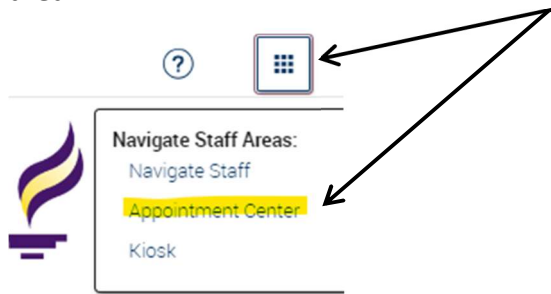 ?
Navigate Staff Areas:
Navigate Staff
Appointment Center
Kiosk